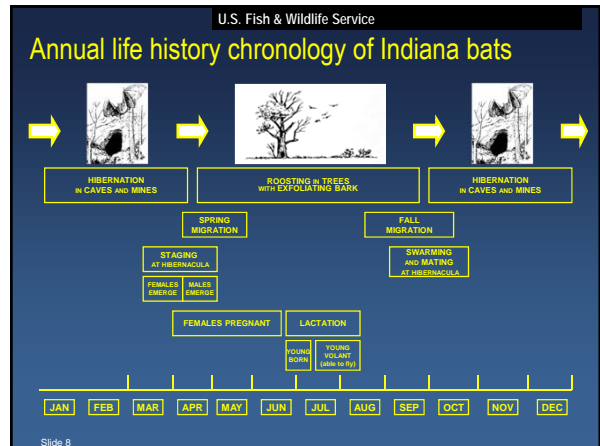 U.S. Fish & Wildlife Service
Annual life history chronology of Indiana bats
HIBERNATION
IN CAVES AND MINES
ROOSTING IN TREES
WITH EXFOLIATING BARK
HIBERNATION
IN CAVES AND MINES
SPRING
MIGRATION
FALL
MIGRATION
STAGING
AT HIBERNACULA
SWARMING
AND MATING
AT HIBERNACULA
FEMALES
EMERGE
MALES
EMERGE
FEMALES PREGNANT
LACTATION
YOUNG
BORN
YOUNG
VOLANT
(able to fly)
JAN FEB MAR APR MAY JUN JUL AUG SEP OCT NOV DEC
Slide 8